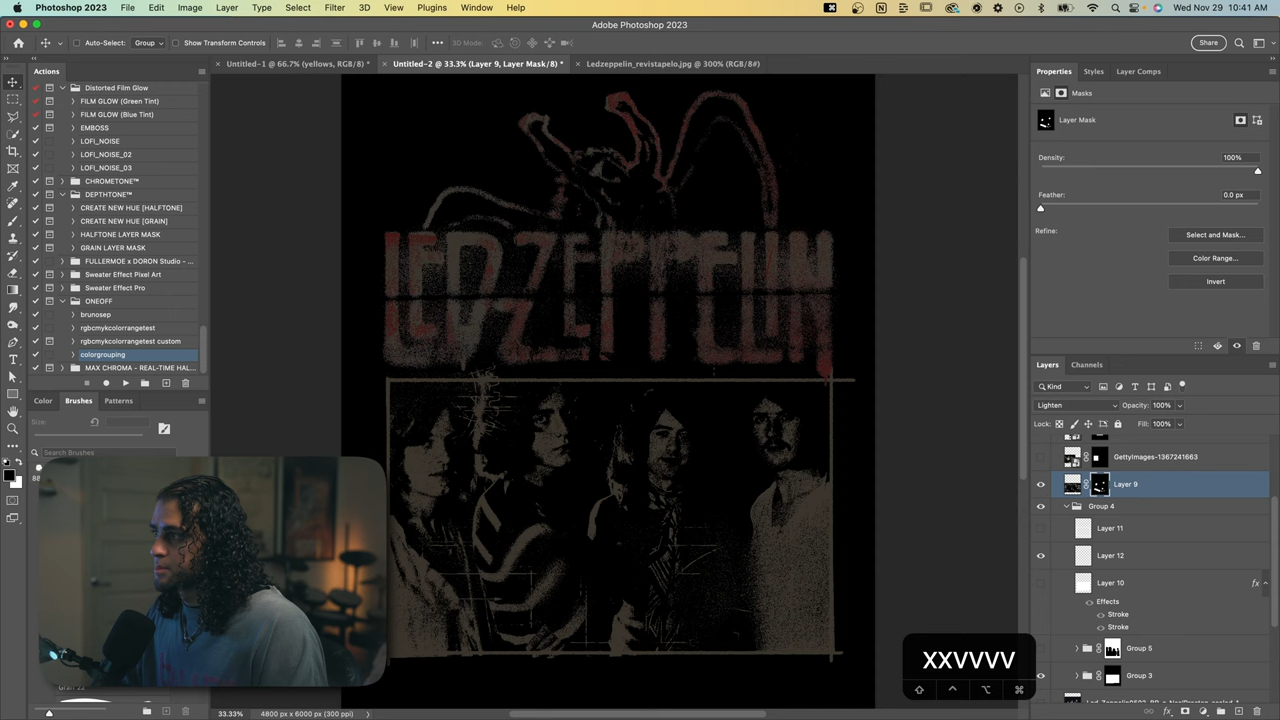 Photoshop 2023 File Edit Image Layer Type Select Filter 3D View Plugins Window Help Wed Nov 29 10:41 AM
Adobe Photoshop 2023
Auto-Select: Group Show Transform Controls 3D Mode: Share
Untitled-1 @ 66.7% (yellows, RGB/8) *
Untitled-2 @ 33.3% (Layer 9, Layer Mask/8) *
Ledzeppelin_revistapelo.jpg @ 300% (RGB/8#)
Actions
Distorted Film Glow
FILM GLOW (Green Tint)
FILM GLOW (Blue Tint)
EMBOSS
LOFI_NOISE
LOFI_NOISE_02
LOFI_NOISE_03
CHROMETONE™
DEPTHTONE™
CREATE NEW HUE [HALFTONE]
CREATE NEW HUE [GRAIN]
HALFTONE LAYER MASK
GRAIN LAYER MASK
FULLERMOE x DORON Studio - ...
Sweater Effect Pixel Art
Sweater Effect Pro
ONEOFF
brunosep
rgbcmykcolorrangetest
rgbcmykcolorrangetest custom
colorgrouping
MAX CHROMA - REAL-TIME HAL...
Color Brushes Patterns
Size:
Search Brushes
LED ZEPPELIN
XXVVVV
33.33% 4800 px x 6000 px (300 ppi)
Properties Styles Layer Comps
Masks
Layer Mask
Density: 100%
Feather: 0.0 px
Refine: Select and Mask...
Color Range...
Invert
Layers Channels
Kind
Lighten Opacity: 100%
Lock: Fill: 100%
GettyImages-1367241663
Layer 9
Group 4
Layer 11
Layer 12
Layer 10 fx
Effects
Stroke
Stroke
Group 5
Group 3